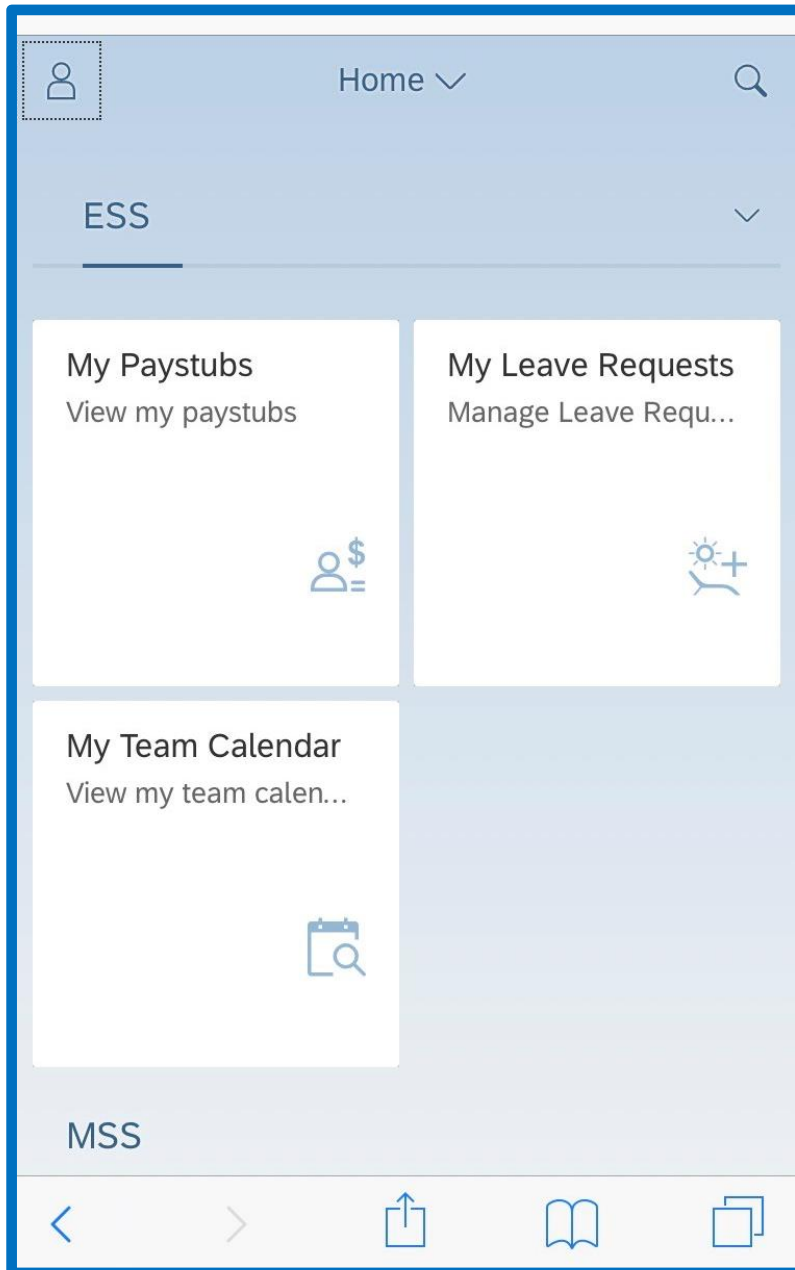 Home
ESS
My Paystubs
View my paystubs
$
My Leave Requests
Manage Leave Requ...
My Team Calendar
View my team calen...
MSS